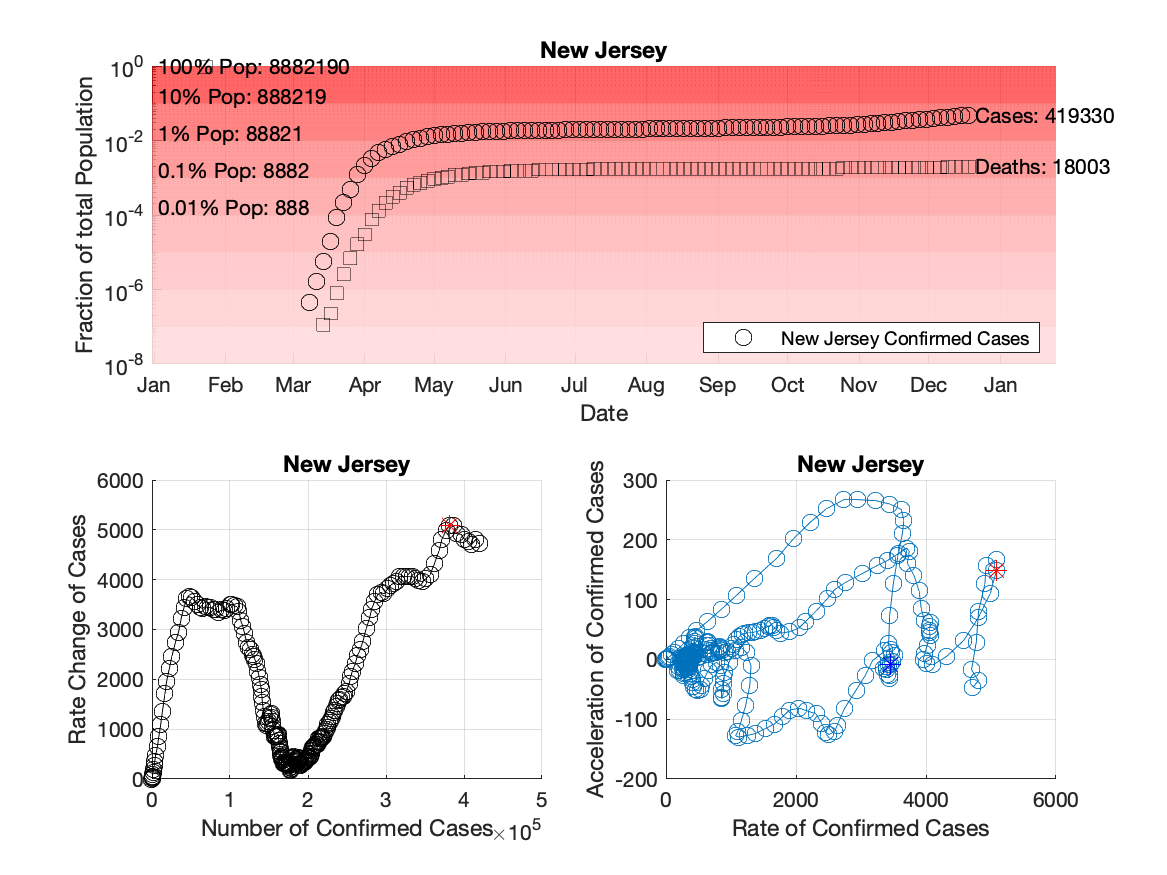 New Jersey
10^0
10^-2
10^-4
10^-6
10^-8
Fraction of total Population
100% Pop: 8882190
10% Pop: 888219
1% Pop: 88821
0.1% Pop: 8882
0.01% Pop: 888
Cases: 419330
Deaths: 18003
New Jersey Confirmed Cases
Jan Feb Mar Apr May Jun Jul Aug Sep Oct Nov Dec Jan
Date
New Jersey
6000
5000
4000
3000
2000
1000
0
Rate Change of Cases
0 1 2 3 4 5
Number of Confirmed Cases ×10^5
New Jersey
300
200
100
0
-100
-200
Acceleration of Confirmed Cases
0 2000 4000 6000
Rate of Confirmed Cases